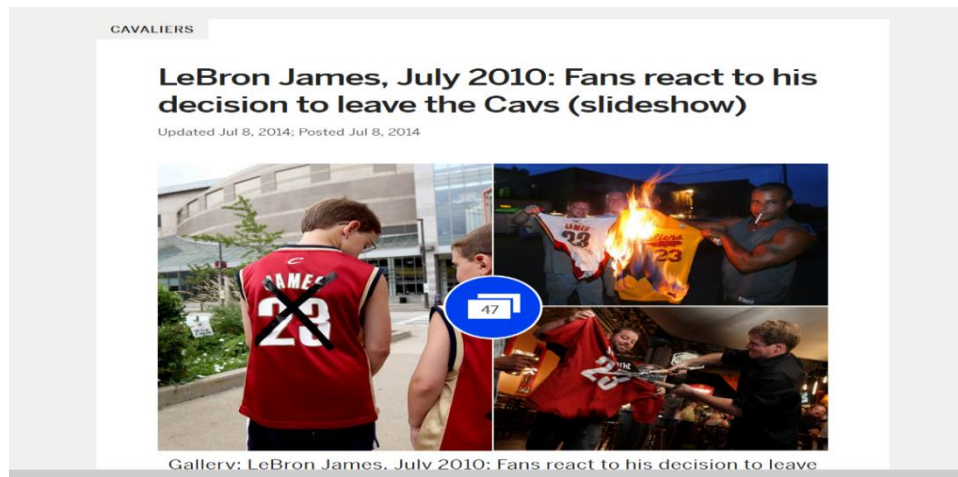 CAVALIERS
LeBron James, July 2010: Fans react to his
decision to leave the Cavs (slideshow)
Updated Jul 8, 2014; Posted Jul 8, 2014
C
JAMES
23
JAMES
23
23
47
23
Gallery: LeBron James, July 2010: Fans react to his decision to leave